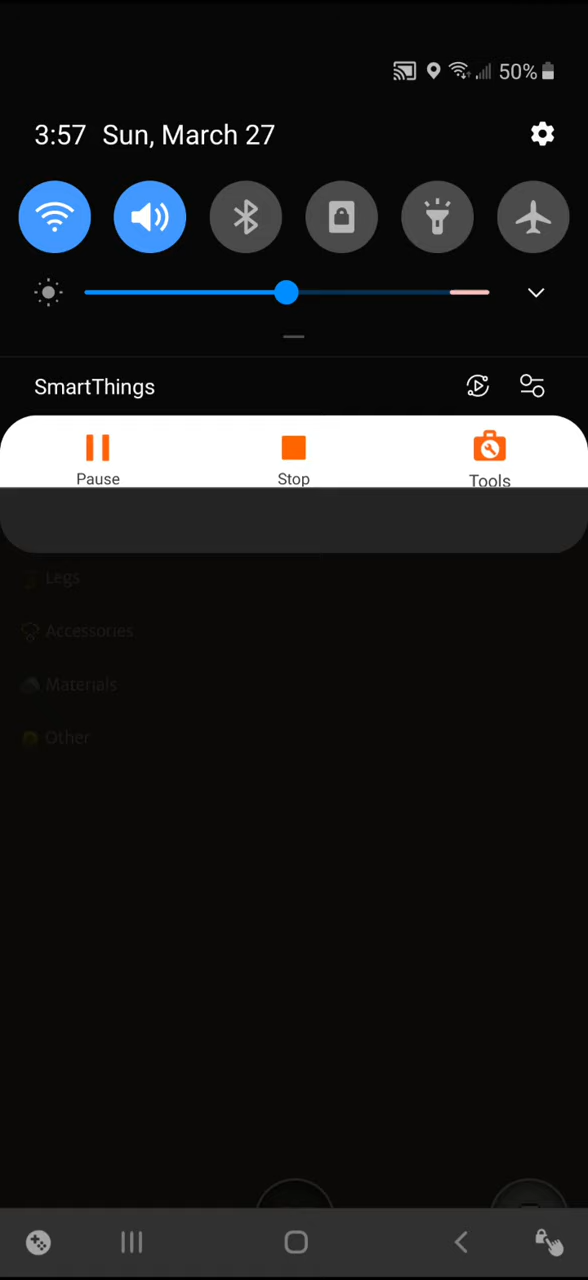 50%
3:57 Sun, March 27
SmartThings
Pause Stop Tools
Legs
Accessories
Materials
Other